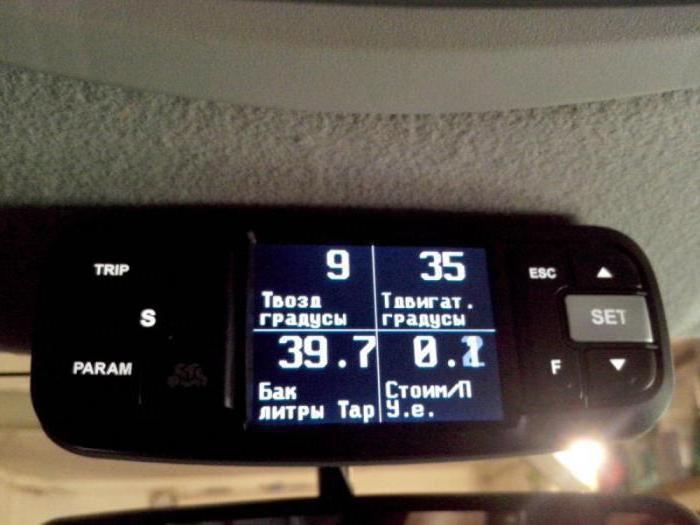 TRIP
S
PARAM
9
Твозд
градусы
35
Тдвигат.
градусы
39.7
Бак
литры Тар
Стоим/П
У.е.
ESC
SET
F